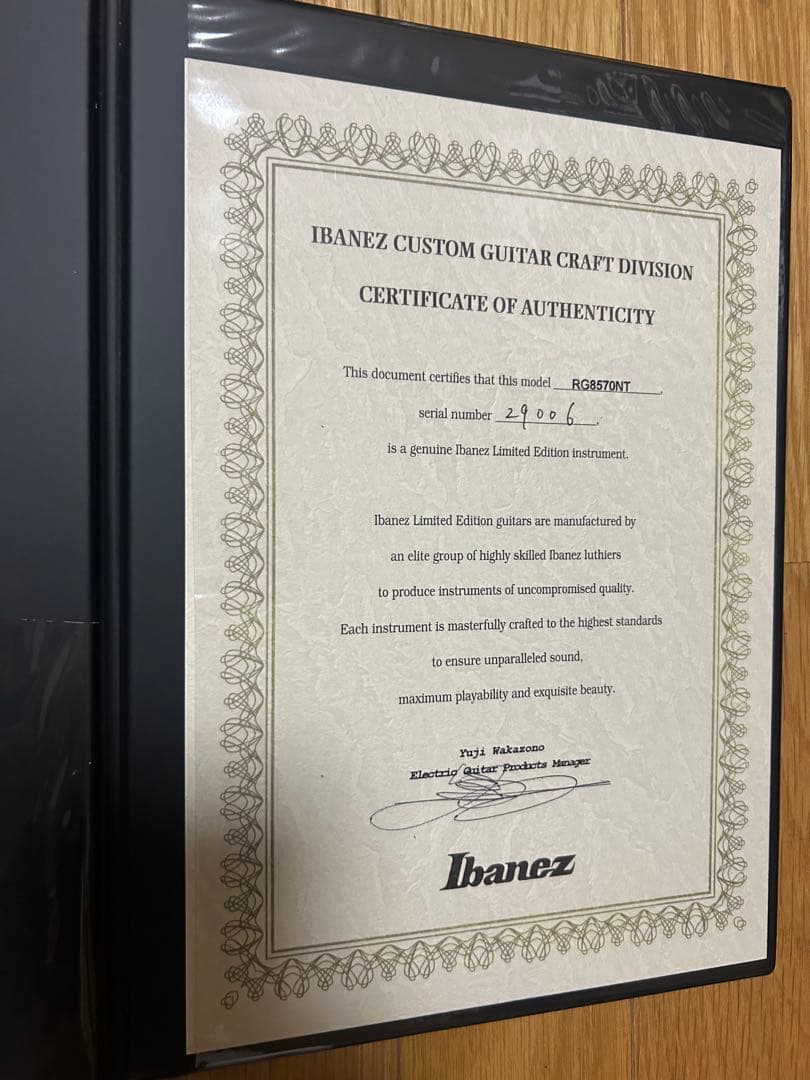 IBANEZ CUSTOM GUITAR CRAFT DIVISION
CERTIFICATE OF AUTHENTICITY
This document certifies that this model RG8570NT,
serial number 29006.
is a genuine Ibanez Limited Edition instrument.
Ibanez Limited Edition guitars are manufactured by
an elite group of highly skilled Ibanez luthiers
to produce instruments of uncompromised quality.
Each instrument is masterfully crafted to the highest standards
to ensure unparalleled sound,
maximum playability and exquisite beauty.
Yuji Wakazono
Electric Guitar Products Manager
Ibanez